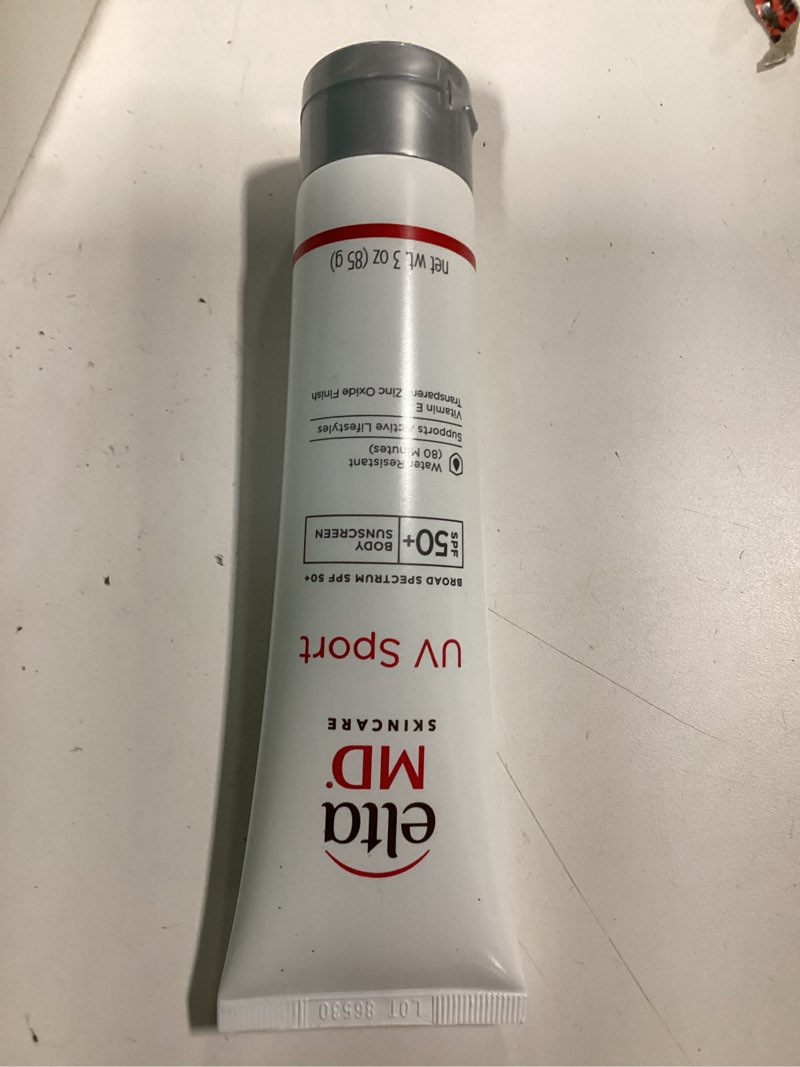 elta
MD®
SKINCARE
UV Sport
BROAD SPECTRUM SPF 50+
SPF 50+ BODY
SUNSCREEN
Water Resistant
(80 Minutes)
Supports Active Lifestyles
Vitamin E
Transparent Zinc Oxide Finish
net wt. 3 oz (85 g)
LOT 86530